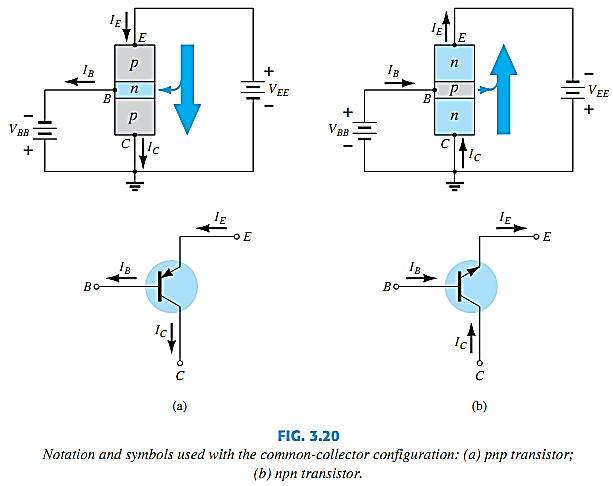 I_E
E
p
n
p
I_B
B
+
V_EE
−
−
V_BB
+
C
I_C
I_E
E
n
p
n
I_B
B
−
V_EE
+
+
V_BB
−
C
I_C
I_E
E
I_B
B
I_C
C
(a)
I_E
E
I_B
B
I_C
C
(b)
FIG. 3.20
Notation and symbols used with the common-collector configuration: (a) pnp transistor;
(b) npn transistor.